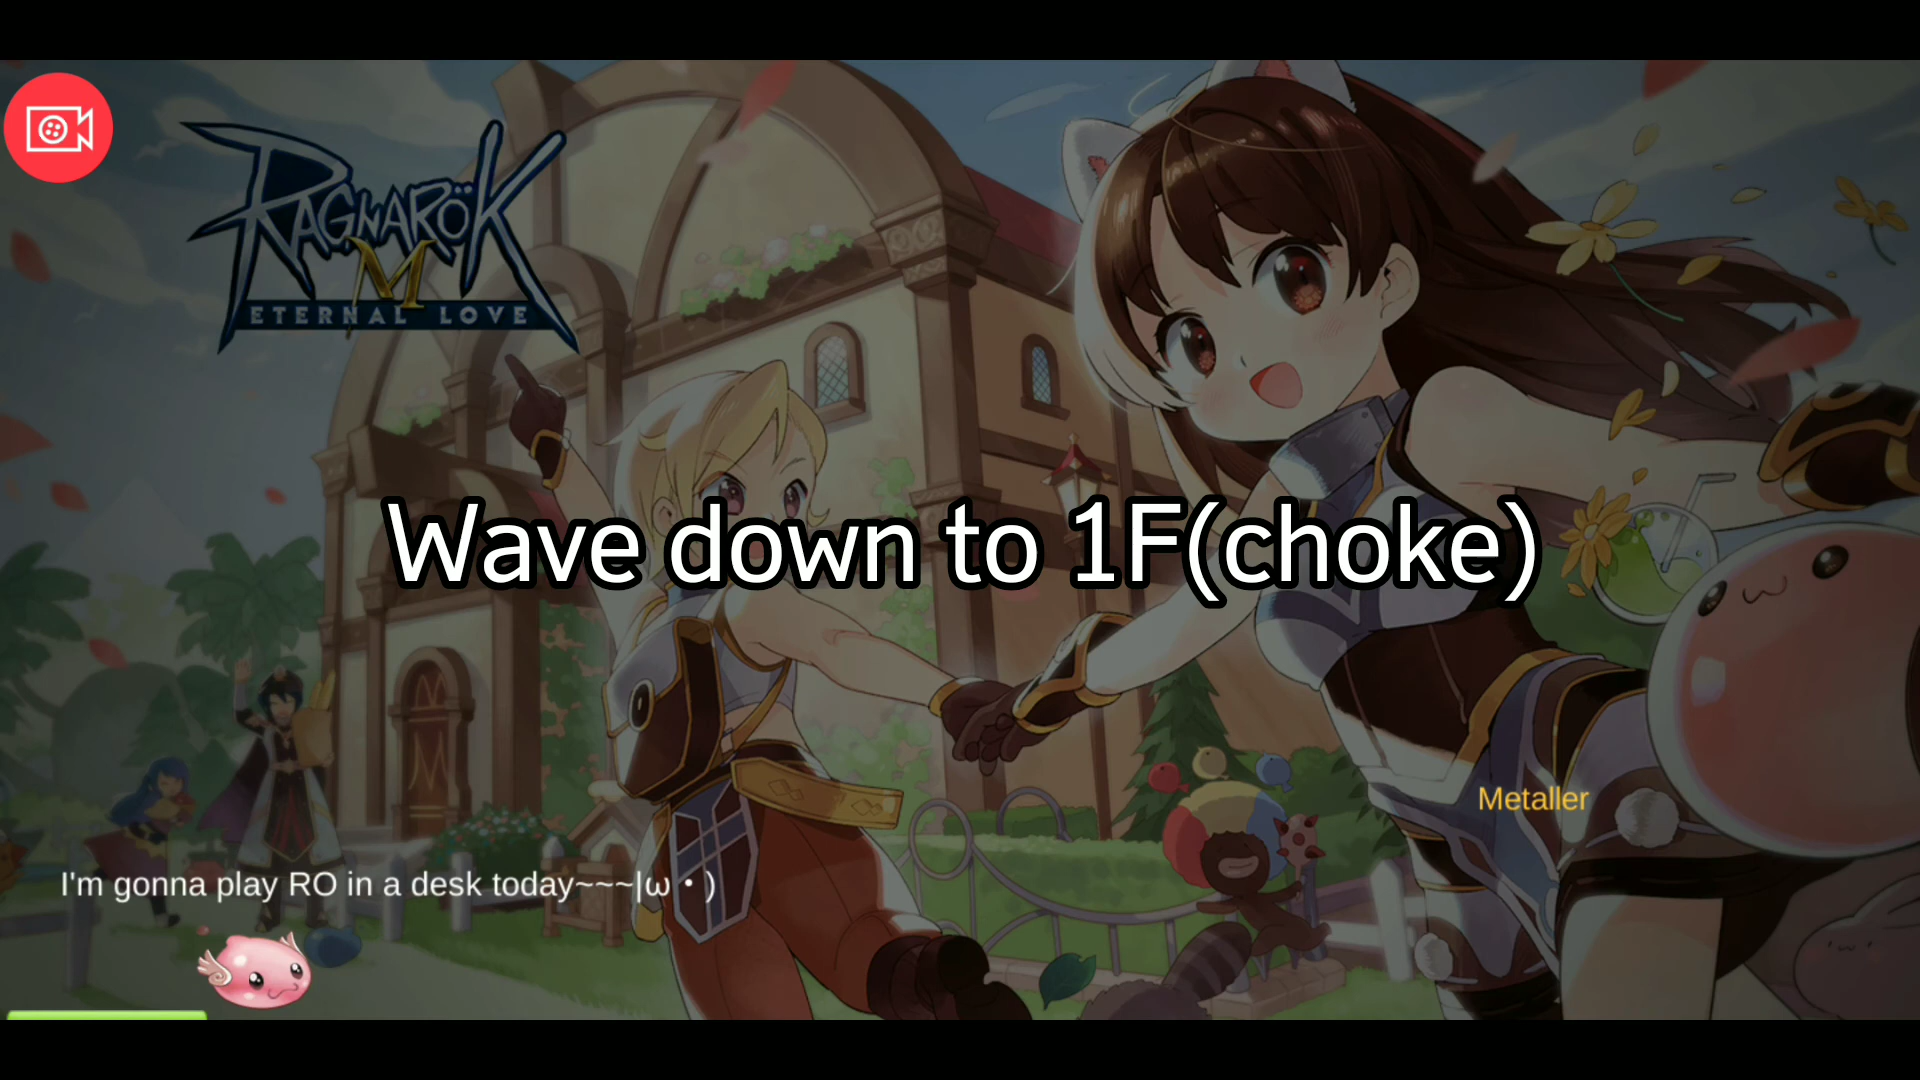 RAGNARÖK
M
ETERNAL LOVE
Wave down to 1F(choke)
Metaller
I'm gonna play RO in a desk today~~~|ω・)